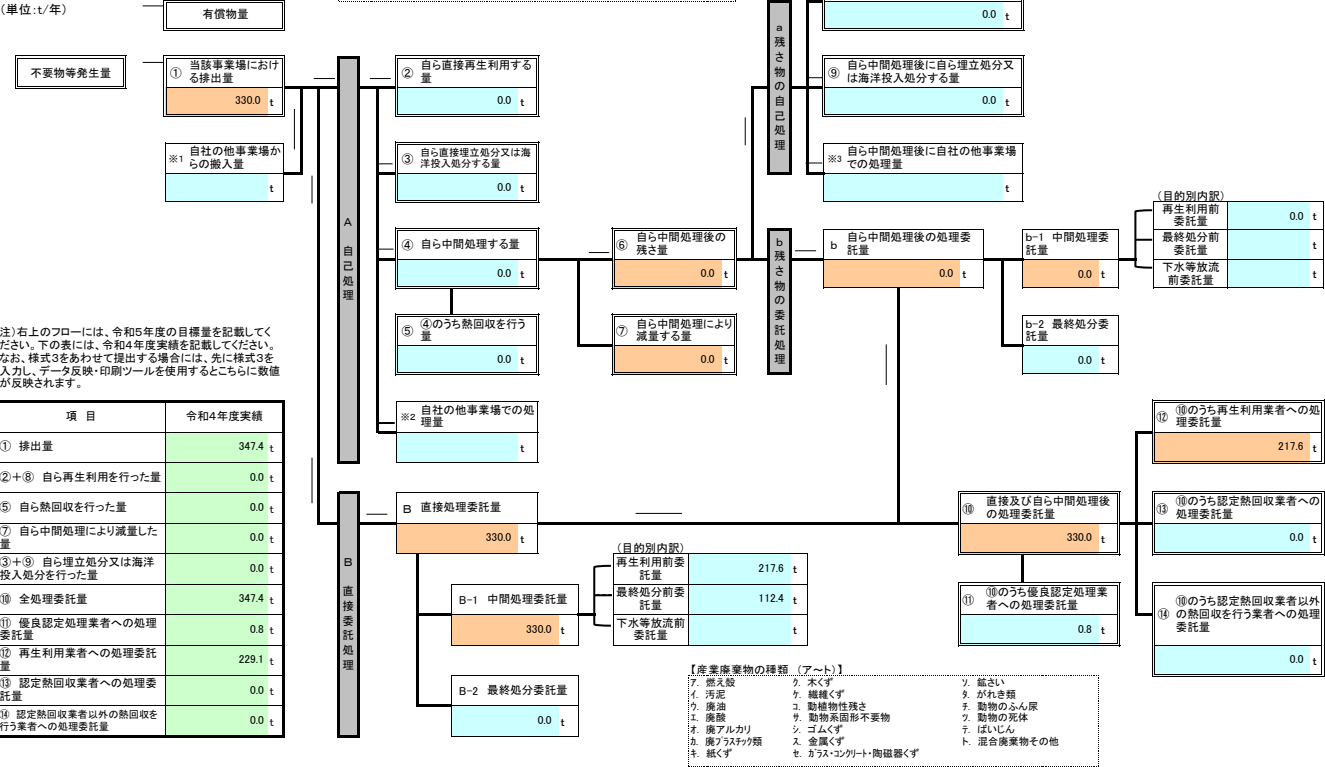 (単位:t/年)
有償物量
不要物等発生量
① 当該事業場におけ
る排出量
330.0 t
※1 自社の他事業場か
らの搬入量
t
A 自己処理
② 自ら直接再生利用する
量
0.0 t
③ 自ら直接埋立処分又は海
洋投入処分する量
0.0 t
④ 自ら中間処理する量
0.0 t
⑤ ④のうち熱回収を行う
量
0.0 t
※2 自社の他事業場での処
理量
t
⑥ 自ら中間処理後の
残さ量
0.0 t
⑦ 自ら中間処理により
減量する量
0.0 t
a 残さ物の自己処理
0.0 t
⑨ 自ら中間処理後に自ら埋立処分又
は海洋投入処分する量
0.0 t
※3 自ら中間処理後に自社の他事業場
での処理量
t
b 残さ物の委託処理
b 自ら中間処理後の処理委
託量
0.0 t
b-1 中間処理委
託量
0.0 t
(目的別内訳)
再生利用前
委託量
0.0 t
最終処分前
委託量
t
下水等放流
前委託量
t
b-2 最終処分委
託量
0.0 t
注)右上のフローには、令和5年度の目標量を記載してく
ださい。下の表には、令和4年度実績を記載してください。
なお、様式3をあわせて提出する場合には、先に様式3を
入力し、データ反映・印刷ツールを使用するとこちらに数値
が反映されます。
項 目 令和4年度実績
① 排出量 347.4 t
②+⑧ 自ら再生利用を行った量 0.0 t
⑤ 自ら熱回収を行った量 0.0 t
⑦ 自ら中間処理により減量した
量 0.0 t
③+⑨ 自ら埋立処分又は海洋
投入処分を行った量 0.0 t
⑩ 全処理委託量 347.4 t
⑪ 優良認定処理業者への処理
委託量 0.8 t
⑫ 再生利用業者への処理委託
量 229.1 t
⑬ 認定熱回収業者への処理委
託量 0.0 t
⑭ 認定熱回収業者以外の熱回収を
行う業者への処理委託量 0.0 t
B 直接委託処理
B 直接処理委託量
330.0 t
B-1 中間処理委託量
330.0 t
(目的別内訳)
再生利用前委
託量
217.6 t
最終処分前委
託量
112.4 t
下水等放流前
委託量
t
B-2 最終処分委託量
0.0 t
⑩ 直接及び自ら中間処理後
の処理委託量
330.0 t
⑪ ⑩のうち優良認定処理業
者への処理委託量
0.8 t
⑫ ⑩のうち再生利用業者への処
理委託量
217.6 t
⑬ ⑩のうち認定熱回収業者への
処理委託量
0.0 t
⑭ ⑩のうち認定熱回収業者以外
の熱回収を行う業者への処理
委託量
0.0 t
【産業廃棄物の種類 (ア~ト)】
ア. 燃え殻 ク. 木くず ソ. 鉱さい
イ. 汚泥 ケ. 繊維くず タ. がれき類
ウ. 廃油 コ. 動植物性残さ チ. 動物のふん尿
エ. 廃酸 サ. 動物系固形不要物 ツ. 動物の死体
オ. 廃アルカリ シ. ゴムくず テ. ばいじん
カ. 廃プラスチック類 ス. 金属くず ト. 混合廃棄物その他
キ. 紙くず セ. ガラス・コンクリート・陶磁器くず